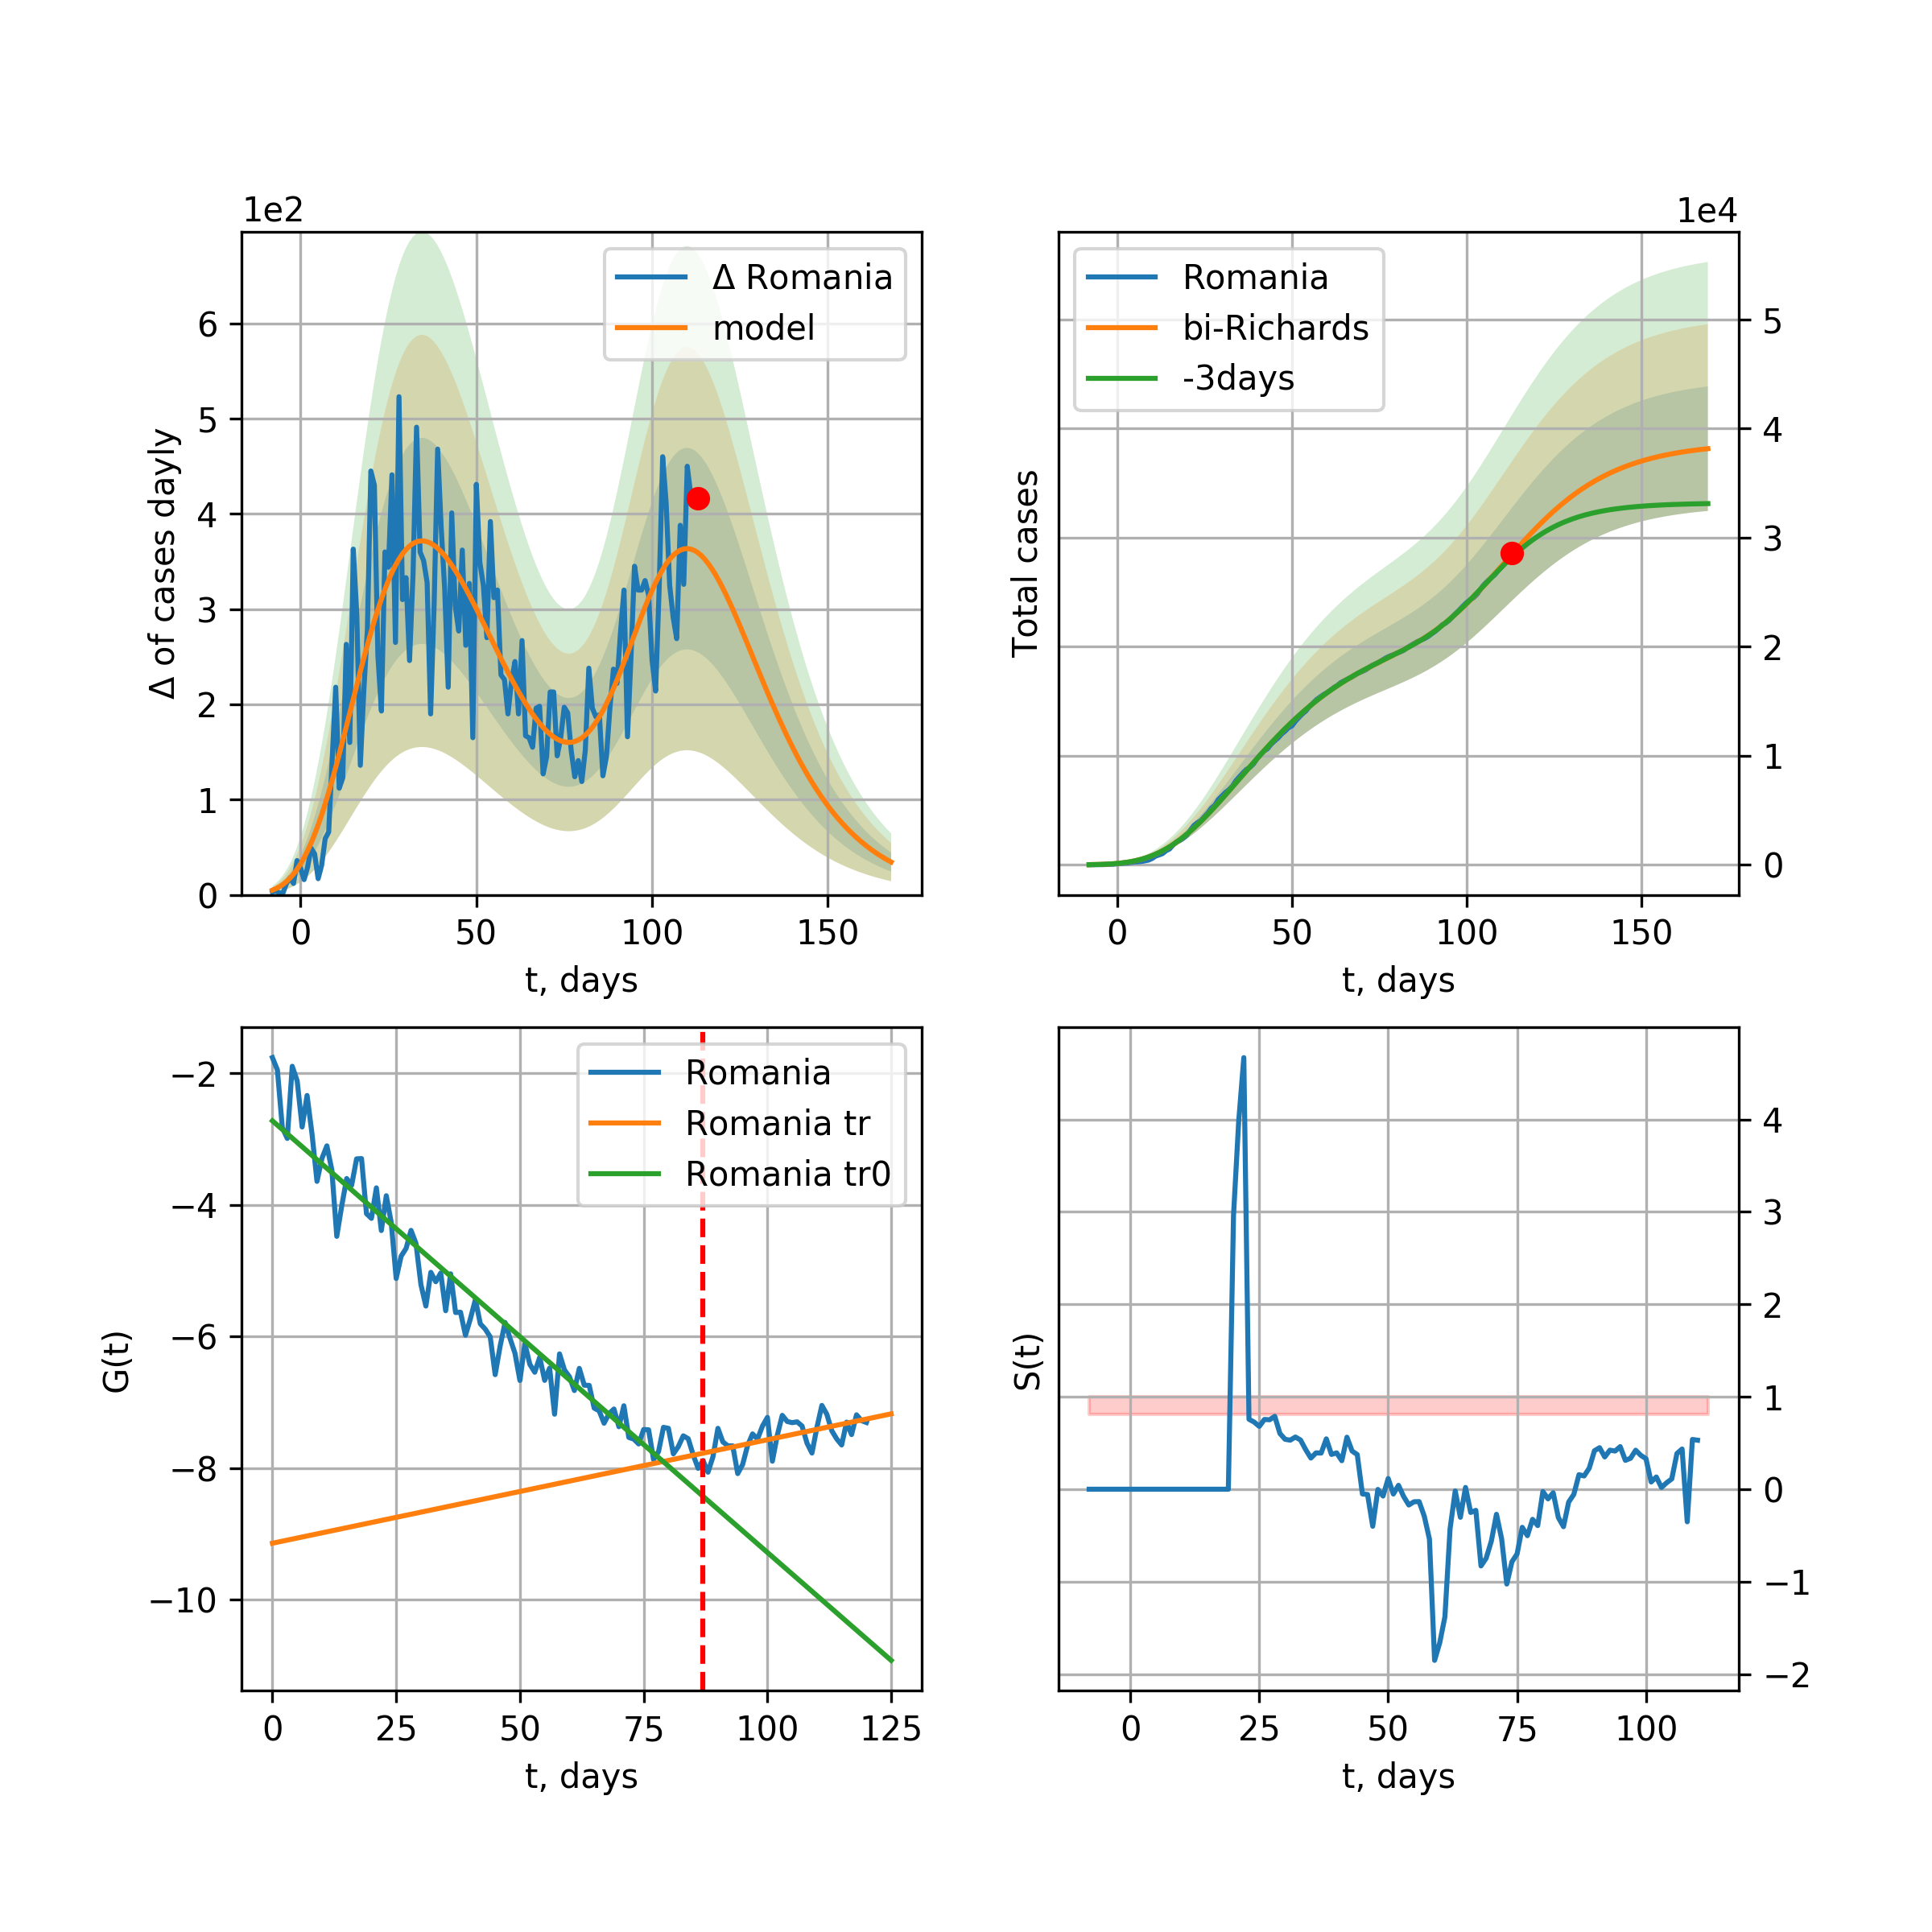 1e2
Δ of cases dayly
6
5
4
3
2
1
0
Δ Romania
model
0 50 100 150
t, days
1e4
Total cases
Romania
bi-Richards
-3days
5
4
3
2
1
0
0 50 100 150
t, days
G(t)
−2
−4
−6
−8
−10
Romania
Romania tr
Romania tr0
0 25 50 75 100 125
t, days
S(t)
4
3
2
1
0
−1
−2
0 25 50 75 100
t, days